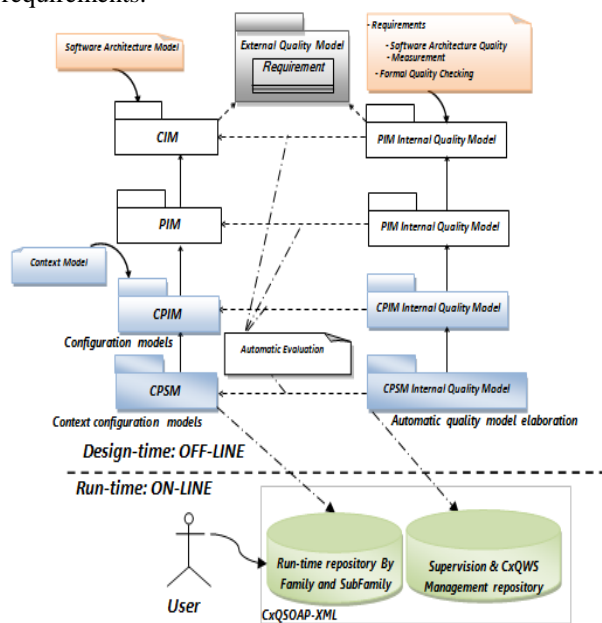 requirements.
Software Architecture Model
External Quality Model
Requirement
- Requirements
- Software Architecture Quality
- Measurement
- Formal Quality Checking
CIM
PIM Internal Quality Model
PIM
PIM Internal Quality Model
Context Model
CPIM
CPIM Internal Quality Model
Configuration models
Automatic Evaluation
CPSM
CPSM Internal Quality Model
Context configuration models
Automatic quality model elaboration
Design-time: OFF-LINE
Run-time: ON-LINE
Run-time repository By
Family and SubFamily
Supervision & CxQWS
Management repository
User
CxQSOAP-XML